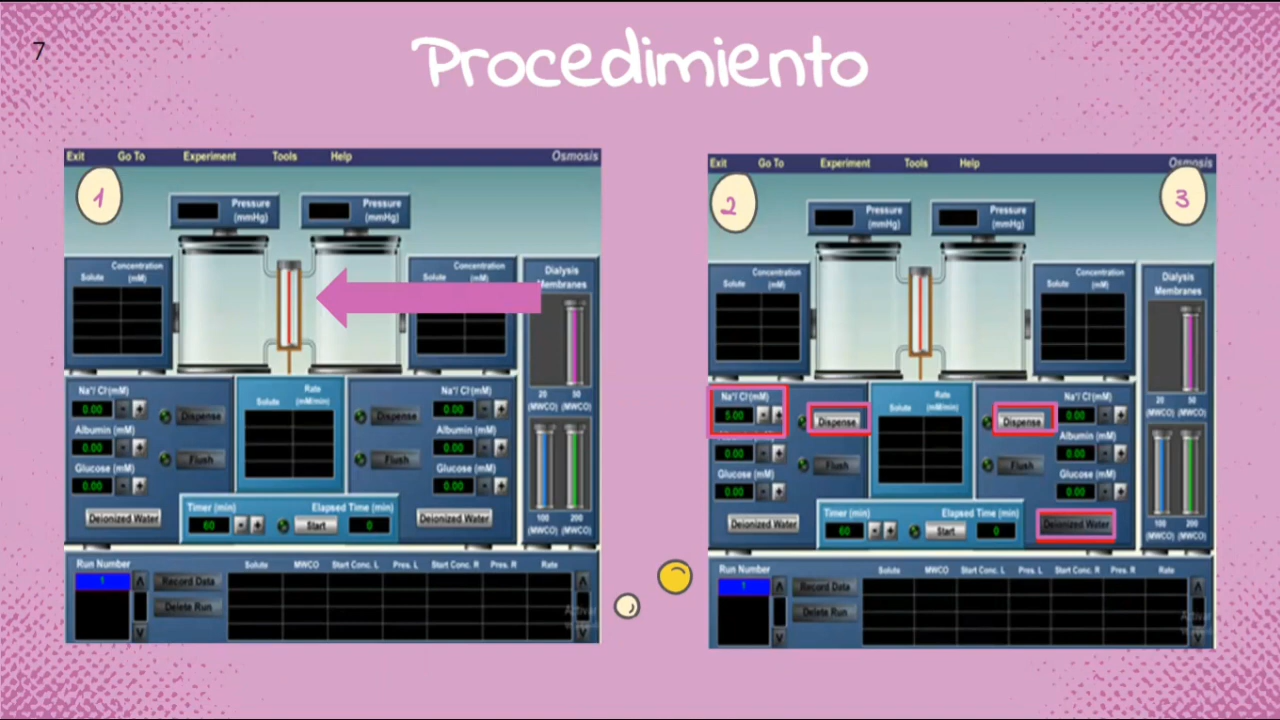 7
Procedimiento
Exit Go To Experiment Tools Help Osmosis
1
Pressure (mmHg)
Pressure (mmHg)
Solute Concentration (mM)
Solute Concentration (mM)
Dialysis Membranes
20 (MWCO) 50 (MWCO)
Na⁺/ Cl⁻(mM)
0.00 - +
Dispense
Albumin (mM)
0.00 - +
Flush
Glucose (mM)
0.00 - +
Deionized Water
Solute Rate (mM/min)
Dispense
Flush
Na⁺/ Cl⁻(mM)
0.00 - +
Albumin (mM)
0.00 - +
Glucose (mM)
0.00 - +
Deionized Water
Timer (min) Elapsed Time (min)
60 - + Start 0
100 (MWCO) 200 (MWCO)
Run Number
1
Record Data
Delete Run
Solute MWCO Start Conc. L Pres. L Start Conc. R Pres. R Rate
Exit Go To Experiment Tools Help Osmosis
2
3
Pressure (mmHg)
Pressure (mmHg)
Solute Concentration (mM)
Solute Concentration (mM)
Dialysis Membranes
20 (MWCO) 50 (MWCO)
Na⁺/ Cl⁻(mM)
5.00 - +
Dispense
Albumin (mM)
0.00 - +
Flush
Glucose (mM)
0.00 - +
Deionized Water
Solute Rate (mM/min)
Dispense
Flush
Na⁺/ Cl⁻(mM)
0.00 - +
Albumin (mM)
0.00 - +
Glucose (mM)
0.00 - +
Deionized Water
Timer (min) Elapsed Time (min)
60 - + Start 0
100 (MWCO) 200 (MWCO)
Run Number
1
Record Data
Delete Run
Solute MWCO Start Conc. L Pres. L Start Conc. R Pres. R Rate